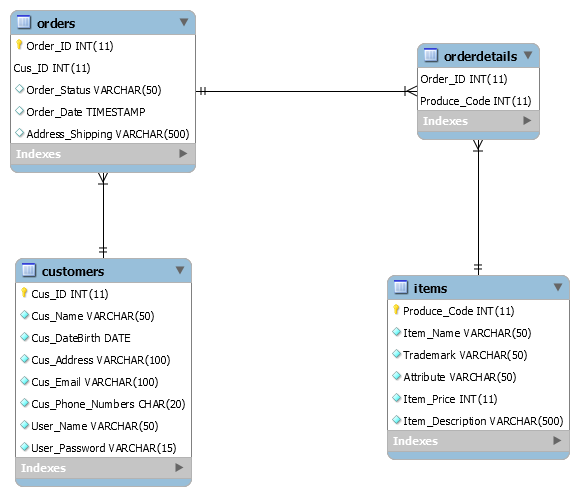 orders
Order_ID INT(11)
Cus_ID INT(11)
Order_Status VARCHAR(50)
Order_Date TIMESTAMP
Address_Shipping VARCHAR(500)
Indexes
orderdetails
Order_ID INT(11)
Produce_Code INT(11)
Indexes
customers
Cus_ID INT(11)
Cus_Name VARCHAR(50)
Cus_DateBirth DATE
Cus_Address VARCHAR(100)
Cus_Email VARCHAR(100)
Cus_Phone_Numbers CHAR(20)
User_Name VARCHAR(50)
User_Password VARCHAR(15)
Indexes
items
Produce_Code INT(11)
Item_Name VARCHAR(50)
Trademark VARCHAR(50)
Attribute VARCHAR(50)
Item_Price INT(11)
Item_Description VARCHAR(500)
Indexes